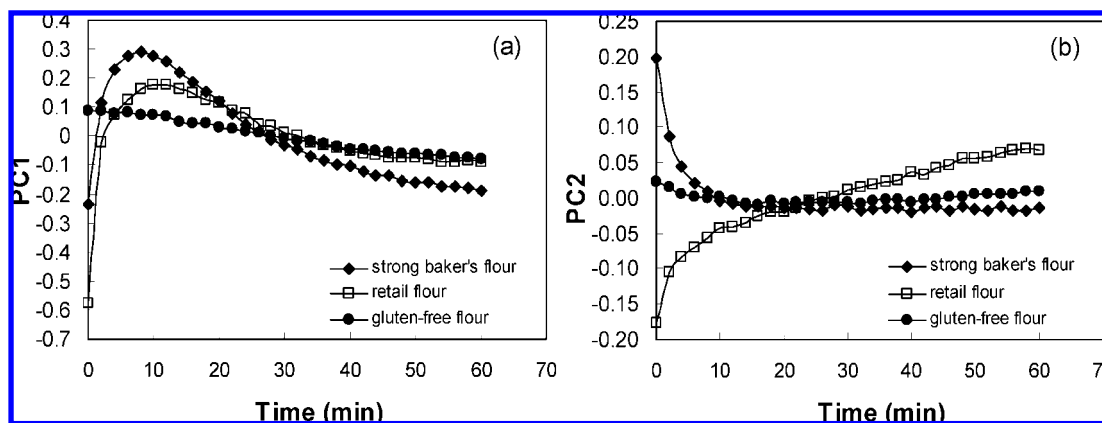 (a)
0.4
0.3
0.2
0.1
0
-0.1
-0.2
-0.3
-0.4
-0.5
-0.6
-0.7
PC1
strong baker's flour
retail flour
gluten-free flour
0 10 20 30 40 50 60 70
Time (min)
(b)
0.25
0.20
0.15
0.10
0.05
0.00
-0.05
-0.10
-0.15
-0.20
PC2
strong baker's flour
retail flour
gluten-free flour
0 10 20 30 40 50 60 70
Time (min)